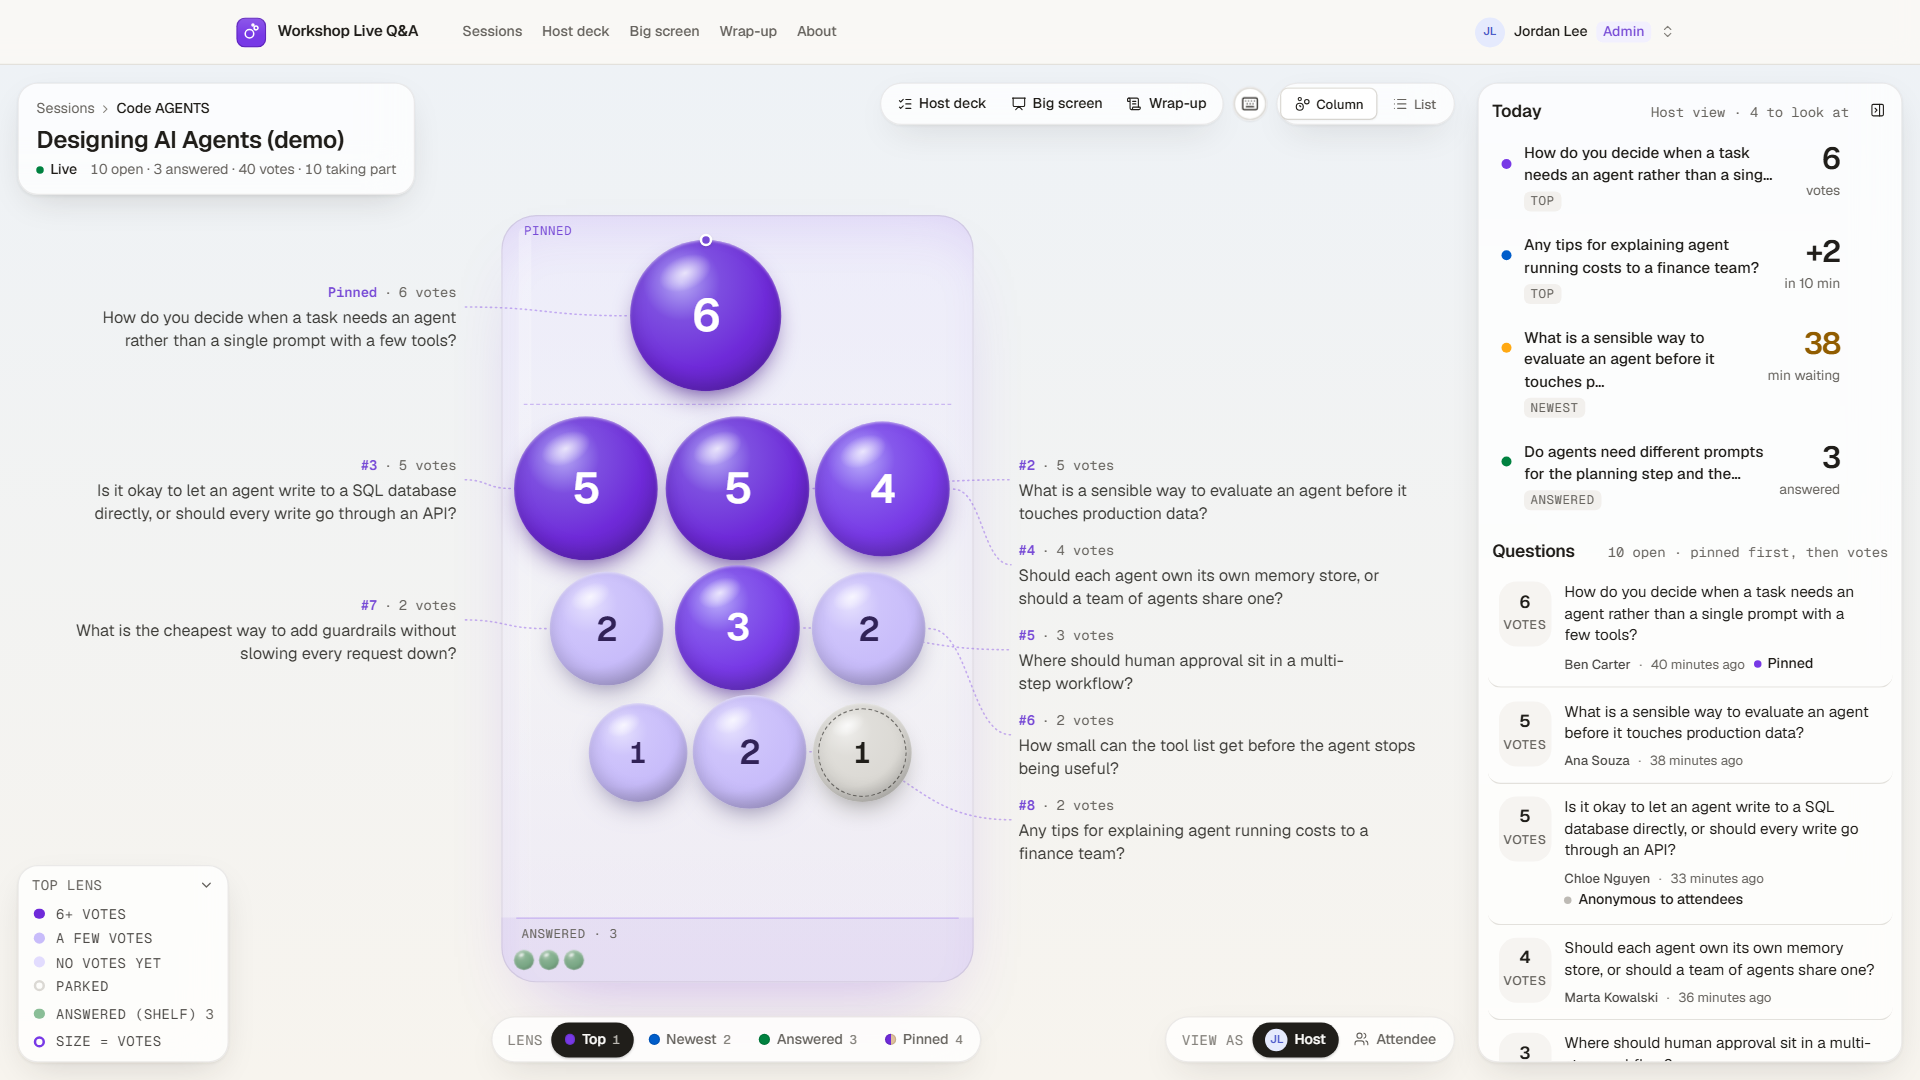 Workshop Live Q&A
Sessions
Host deck
Big screen
Wrap-up
About
JL
Jordan Lee
Admin
Sessions > Code AGENTS
Designing AI Agents (demo)
Live 10 open · 3 answered · 40 votes · 10 taking part
Host deck
Big screen
Wrap-up
Column
List
PINNED
6
Pinned · 6 votes
How do you decide when a task needs an agent
rather than a single prompt with a few tools?
5
5
4
#3 · 5 votes
Is it okay to let an agent write to a SQL database
directly, or should every write go through an API?
2
3
2
#7 · 2 votes
What is the cheapest way to add guardrails without
slowing every request down?
1
2
1
#2 · 5 votes
What is a sensible way to evaluate an agent before it
touches production data?
#4 · 4 votes
Should each agent own its own memory store, or
should a team of agents share one?
#5 · 3 votes
Where should human approval sit in a multi-
step workflow?
#6 · 2 votes
How small can the tool list get before the agent stops
being useful?
#8 · 2 votes
Any tips for explaining agent running costs to a
finance team?
ANSWERED · 3
TOP LENS
6+ VOTES
A FEW VOTES
NO VOTES YET
PARKED
ANSWERED (SHELF) 3
SIZE = VOTES
LENS
Top 1
Newest 2
Answered 3
Pinned 4
VIEW AS
JL Host
Attendee
Today
Host view · 4 to look at
How do you decide when a task
needs an agent rather than a sing...
TOP
6
votes
Any tips for explaining agent
running costs to a finance team?
TOP
+2
in 10 min
What is a sensible way to
evaluate an agent before it
touches p...
NEWEST
38
min waiting
Do agents need different prompts
for the planning step and the...
ANSWERED
3
answered
Questions
10 open · pinned first, then votes
6
VOTES
How do you decide when a task needs an
agent rather than a single prompt with a
few tools?
Ben Carter · 40 minutes ago Pinned
5
VOTES
What is a sensible way to evaluate an agent
before it touches production data?
Ana Souza · 38 minutes ago
5
VOTES
Is it okay to let an agent write to a SQL
database directly, or should every write go
through an API?
Chloe Nguyen · 33 minutes ago
Anonymous to attendees
4
VOTES
Should each agent own its own memory
store, or should a team of agents share one?
Marta Kowalski · 36 minutes ago
3
Where should human approval sit in a multi-